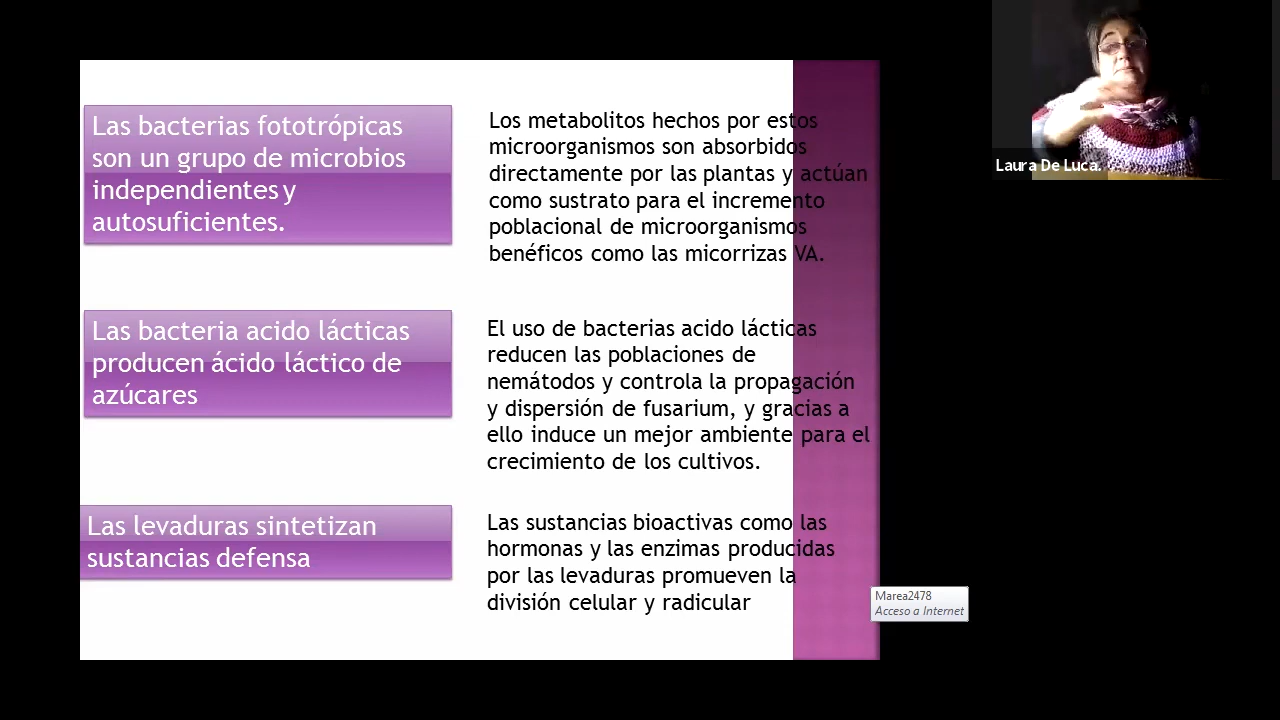 Las bacterias fototrópicas
son un grupo de microbios
independientes y
autosuficientes.
Los metabolitos hechos por estos
microorganismos son absorbidos
directamente por las plantas y actúan
como sustrato para el incremento
poblacional de microorganismos
benéficos como las micorrizas VA.
Las bacteria acido lácticas
producen ácido láctico de
azúcares
El uso de bacterias acido lácticas
reducen las poblaciones de
nemátodos y controla la propagación
y dispersión de fusarium, y gracias a
ello induce un mejor ambiente para el
crecimiento de los cultivos.
Las levaduras sintetizan
sustancias defensa
Las sustancias bioactivas como las
hormonas y las enzimas producidas
por las levaduras promueven la
división celular y radicular
Marea2478
Acceso a Internet
Laura De Luca.